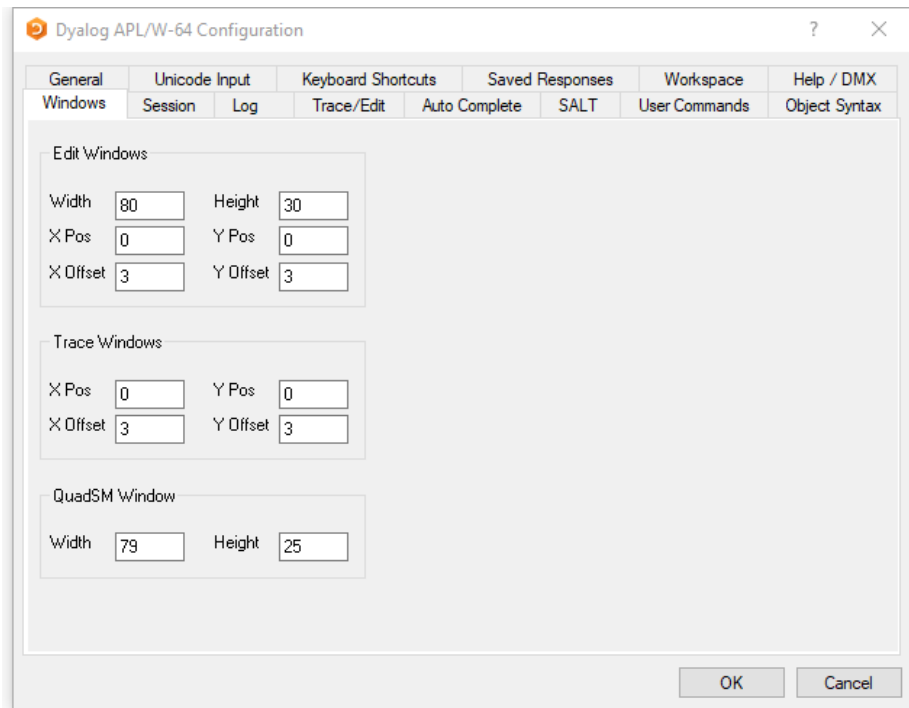 Dyalog APL/W-64 Configuration ?
General Unicode Input Keyboard Shortcuts Saved Responses Workspace Help / DMX
Windows Session Log Trace/Edit Auto Complete SALT User Commands Object Syntax
Edit Windows
Width 80 Height 30
X Pos 0 Y Pos 0
X Offset 3 Y Offset 3
Trace Windows
X Pos 0 Y Pos 0
X Offset 3 Y Offset 3
QuadSM Window
Width 79 Height 25
OK Cancel